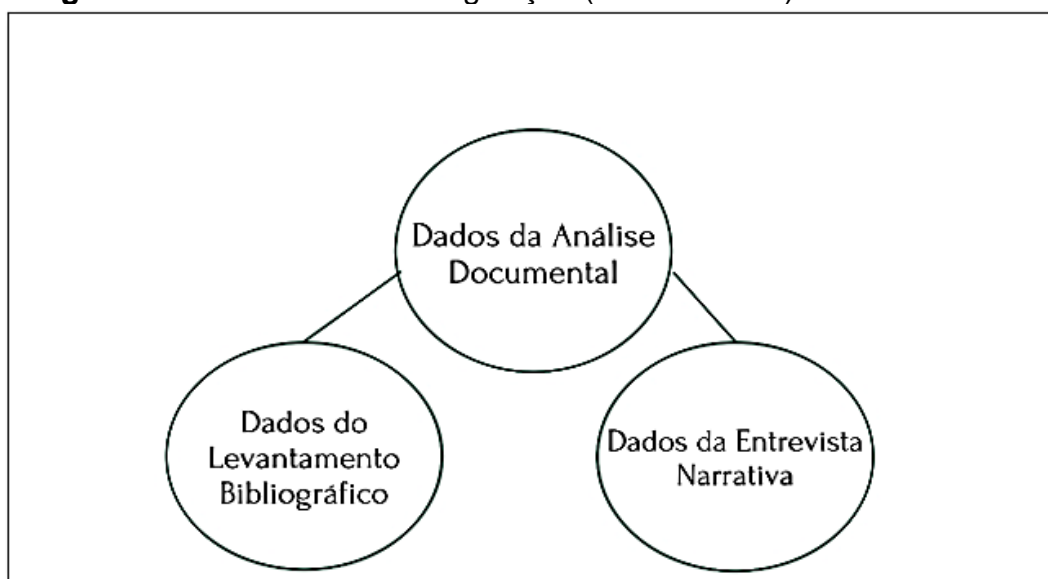 Dados da Análise
Documental
Dados do
Levantamento
Bibliográfico
Dados da Entrevista
Narrativa